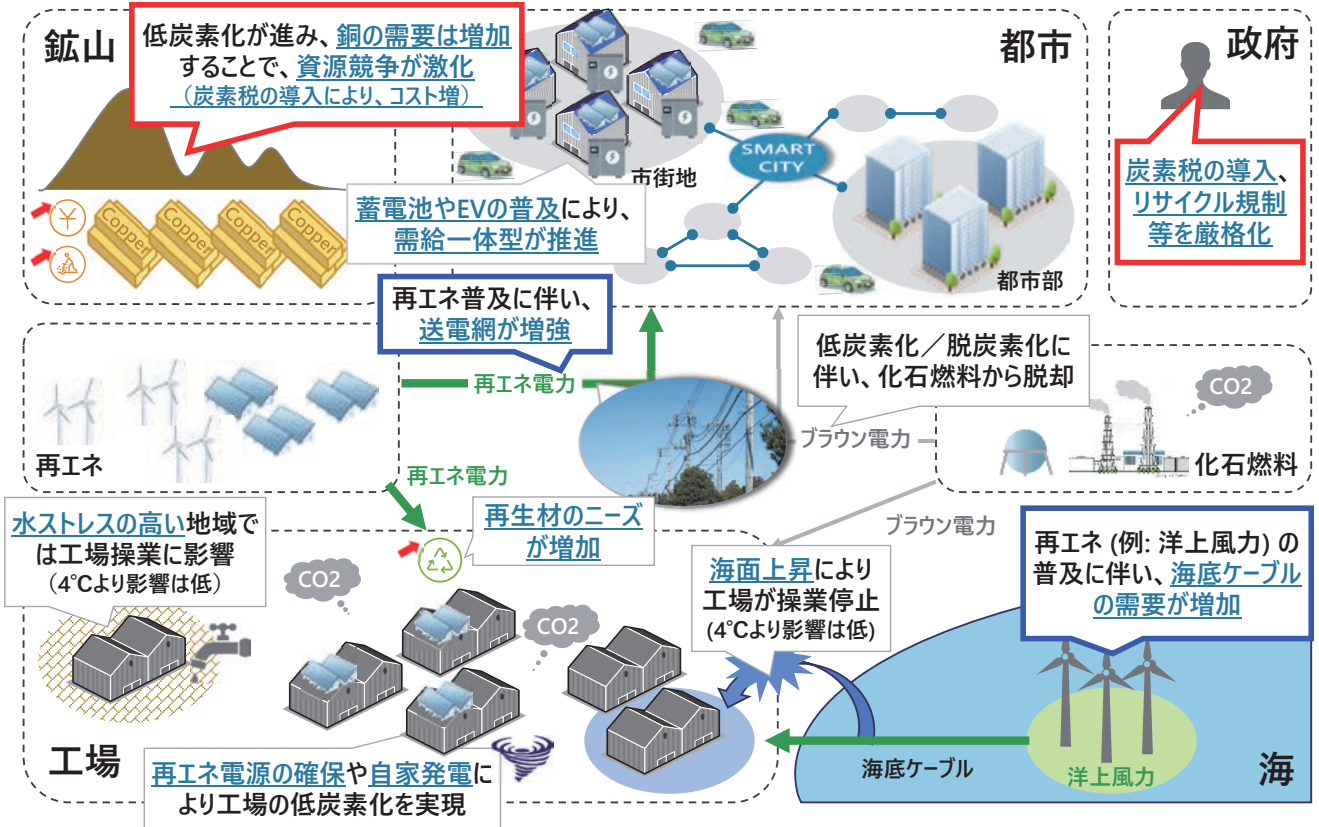 鉱山
低炭素化が進み、銅の需要は増加
することで、資源競争が激化
（炭素税の導入により、コスト増）
Copper
Copper
Copper
Copper
都市
市街地
SMART
CITY
都市部
蓄電池やEVの普及により、
需給一体型が推進
政府
炭素税の導入、
リサイクル規制
等を厳格化
再エネ普及に伴い、
送電網が増強
再エネ電力
低炭素化／脱炭素化に
伴い、化石燃料から脱却
ブラウン電力
CO2
化石燃料
再エネ
再エネ電力
ブラウン電力
水ストレスの高い地域で
は工場操業に影響
（4℃より影響は低）
再生材のニーズ
が増加
CO2
CO2
海面上昇により
工場が操業停止
(4℃より影響は低)
再エネ (例: 洋上風力) の
普及に伴い、海底ケーブル
の需要が増加
工場
再エネ電源の確保や自家発電に
より工場の低炭素化を実現
海底ケーブル
洋上風力
海